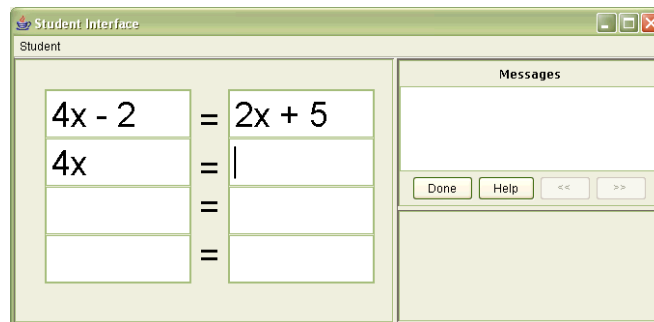 Student Interface
Student
4x - 2 = 2x + 5
4x =
=
=
Messages
Done Help << >>